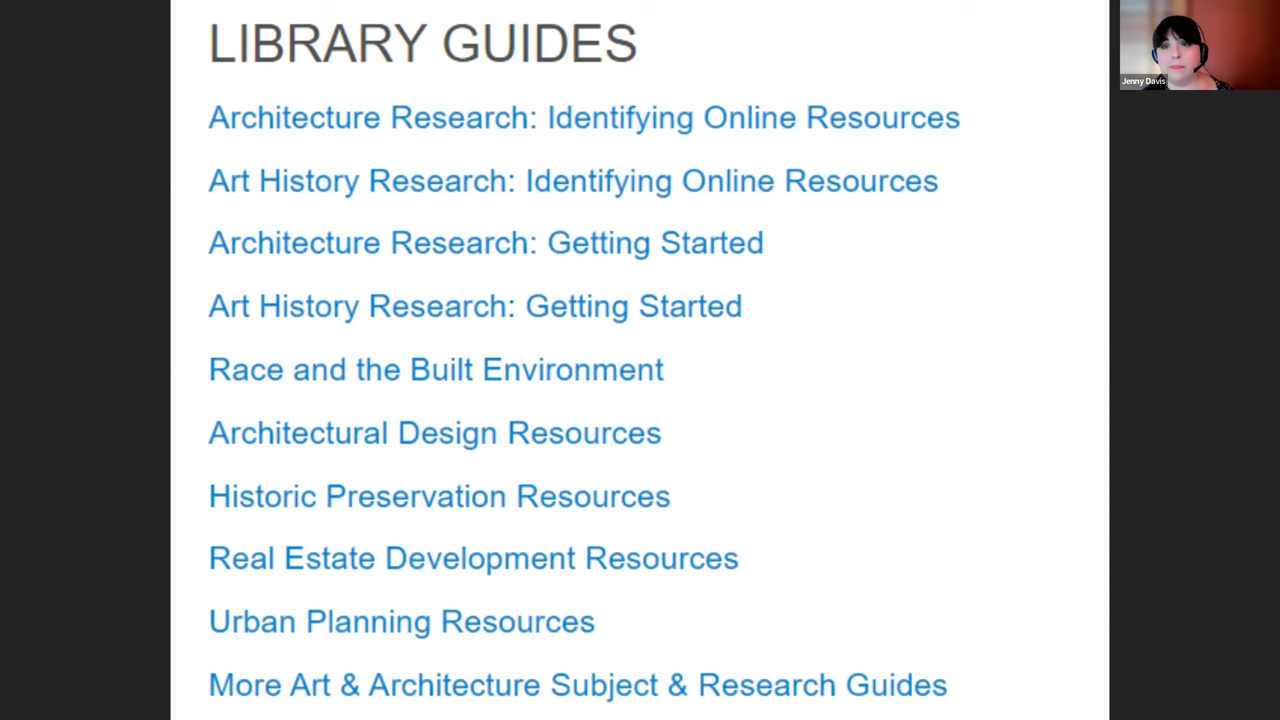 LIBRARY GUIDES
Architecture Research: Identifying Online Resources
Art History Research: Identifying Online Resources
Architecture Research: Getting Started
Art History Research: Getting Started
Race and the Built Environment
Architectural Design Resources
Historic Preservation Resources
Real Estate Development Resources
Urban Planning Resources
More Art & Architecture Subject & Research Guides
Jenny Davis